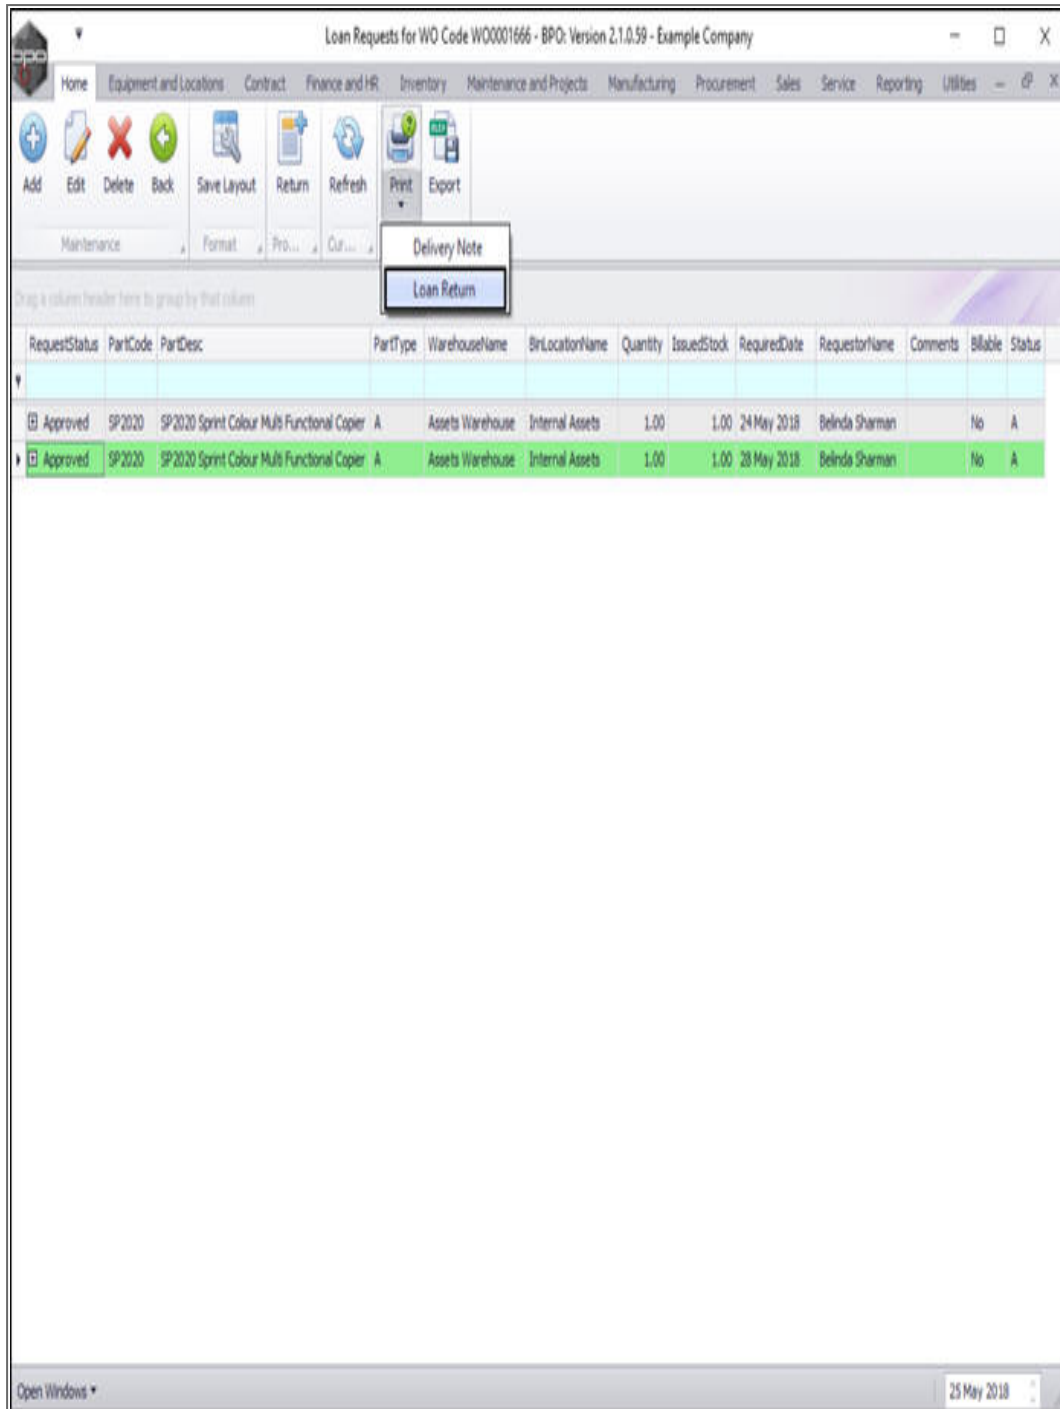 Loan Requests for WO Code WO0001666 - BPO: Version 2.1.0.59 - Example Company
bpo
Home Equipment and Locations Contract Finance and HR Inventory Maintenance and Projects Manufacturing Procurement Sales Service Reporting Utilities
Add Edit Delete Back Save Layout Return Refresh Print Export
Maintenance Format Pro... Cur...
Delivery Note
Loan Return
Drag a column header here to group by that column
RequestStatus PartCode PartDesc PartType WarehouseName BinLocationName Quantity IssuedStock RequiredDate RequestorName Comments Billable Status
Approved SP2020 SP2020 Sprint Colour Multi Functional Copier A Assets Warehouse Internal Assets 1.00 1.00 24 May 2018 Belinda Sharman No A
Approved SP2020 SP2020 Sprint Colour Multi Functional Copier A Assets Warehouse Internal Assets 1.00 1.00 28 May 2018 Belinda Sharman No A
Open Windows 25 May 2018